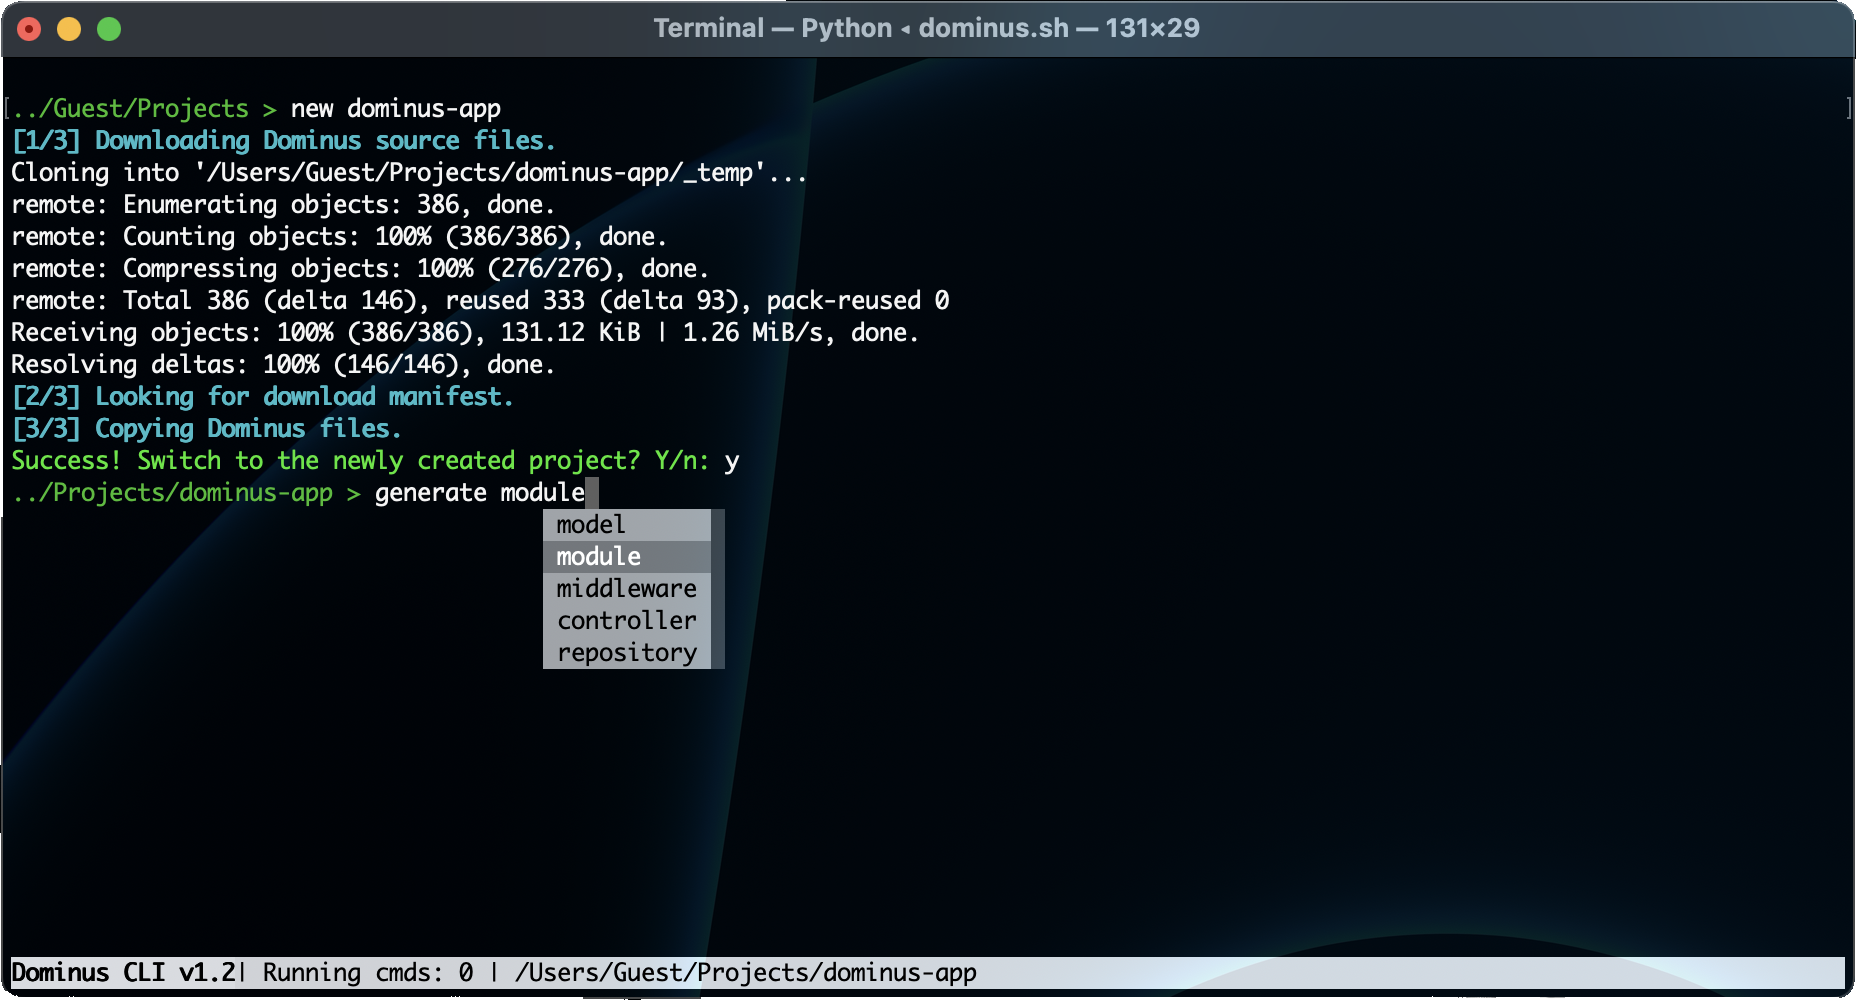 Terminal — Python ◂ dominus.sh — 131×29
[../Guest/Projects > new dominus-app ]
[1/3] Downloading Dominus source files.
Cloning into '/Users/Guest/Projects/dominus-app/_temp'...
remote: Enumerating objects: 386, done.
remote: Counting objects: 100% (386/386), done.
remote: Compressing objects: 100% (276/276), done.
remote: Total 386 (delta 146), reused 333 (delta 93), pack-reused 0
Receiving objects: 100% (386/386), 131.12 KiB | 1.26 MiB/s, done.
Resolving deltas: 100% (146/146), done.
[2/3] Looking for download manifest.
[3/3] Copying Dominus files.
Success! Switch to the newly created project? Y/n: y
../Projects/dominus-app > generate module
model
module
middleware
controller
repository
Dominus CLI v1.2| Running cmds: 0 | /Users/Guest/Projects/dominus-app